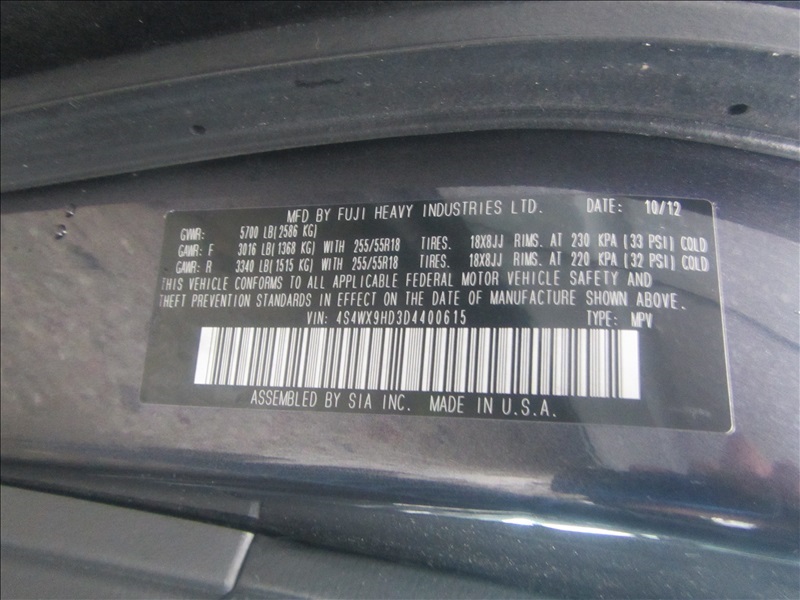 MFD BY FUJI HEAVY INDUSTRIES LTD. DATE: 10/12
GVWR: 5700 LB(2586 KG)
GAWR: F 3016 LB(1368 KG) WITH 255/55R18 TIRES. 18X8JJ RIMS. AT 230 KPA (33 PSI) COLD
GAWR: R 3340 LB(1515 KG) WITH 255/55R18 TIRES. 18X8JJ RIMS. AT 220 KPA (32 PSI) COLD
THIS VEHICLE CONFORMS TO ALL APPLICABLE FEDERAL MOTOR VEHICLE SAFETY AND
THEFT PREVENTION STANDARDS IN EFFECT ON THE DATE OF MANUFACTURE SHOWN ABOVE.
VIN: 4S4WX9HD3D4400615 TYPE: MPV
ASSEMBLED BY SIA INC. MADE IN U.S.A.